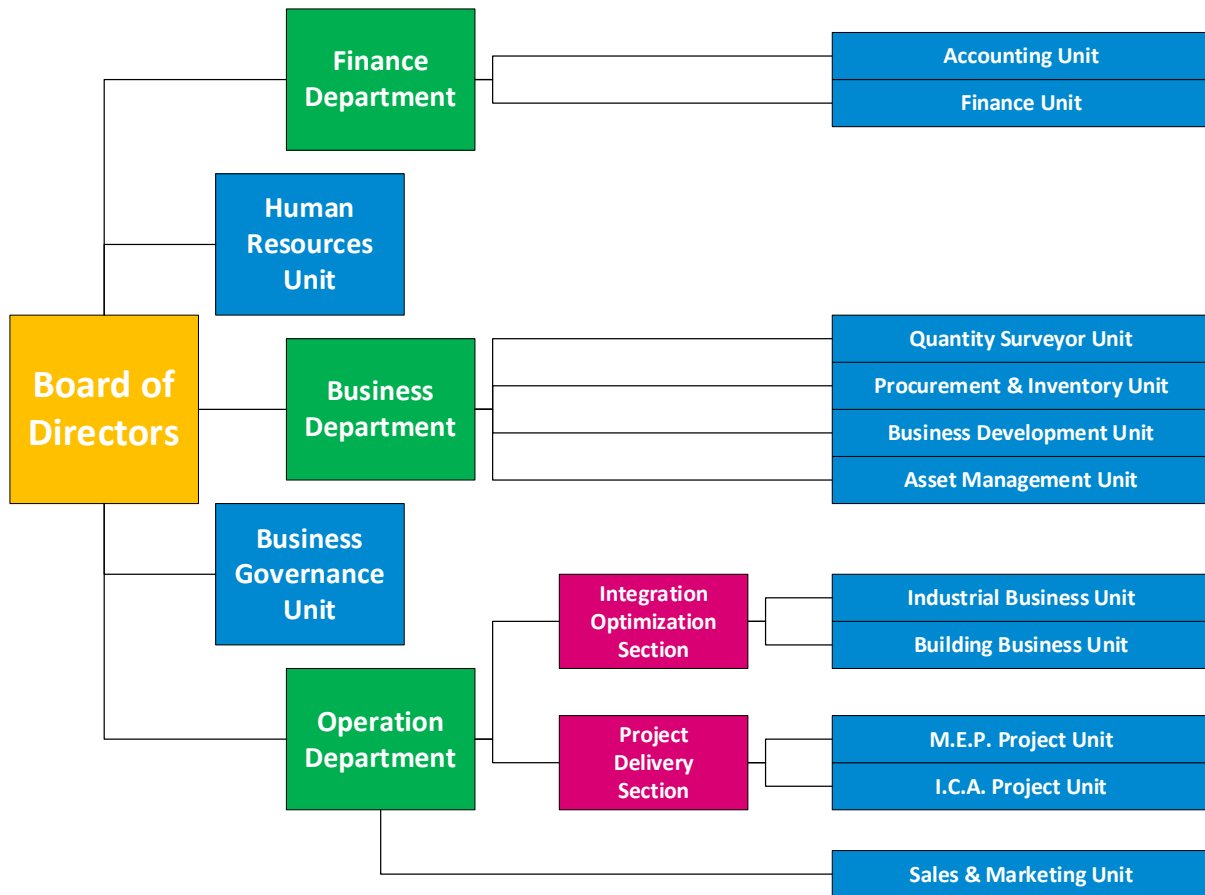 Finance
Department
Accounting Unit
Finance Unit
Human
Resources
Unit
Board of
Directors
Business
Department
Quantity Surveyor Unit
Procurement & Inventory Unit
Business Development Unit
Asset Management Unit
Business
Governance
Unit
Operation
Department
Integration
Optimization
Section
Industrial Business Unit
Building Business Unit
Project
Delivery
Section
M.E.P. Project Unit
I.C.A. Project Unit
Sales & Marketing Unit